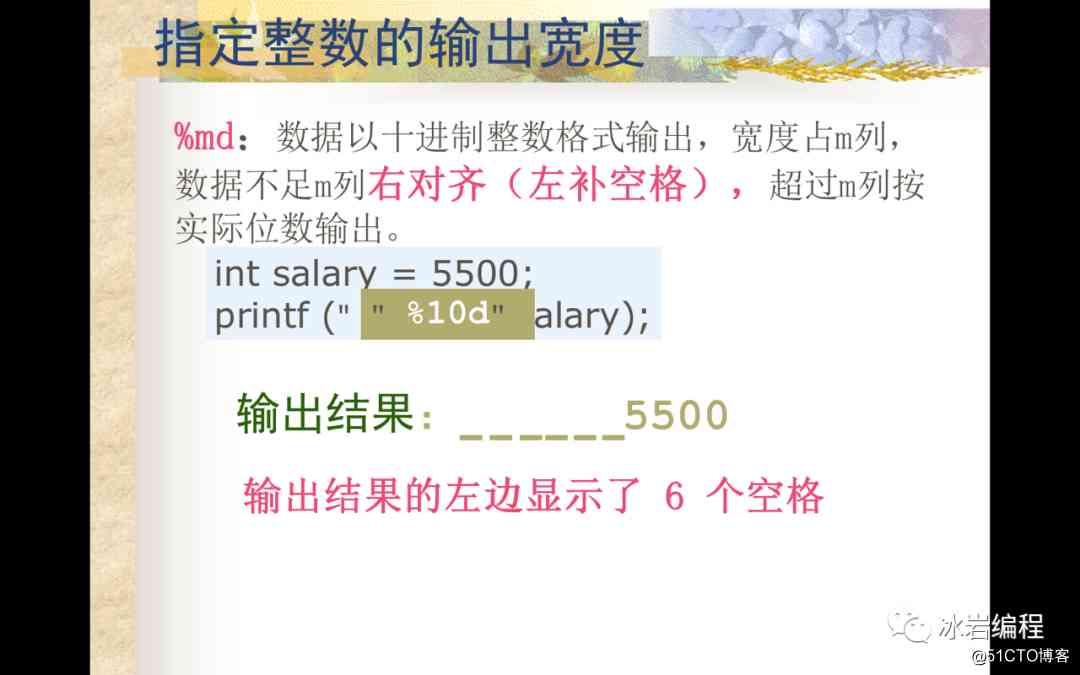 指定整数的输出宽度
%md：数据以十进制整数格式输出，宽度占m列，
数据不足m列右对齐（左补空格），超过m列按
实际位数输出。
int salary = 5500;
printf (" " %10d" alary);
输出结果：______5500
输出结果的左边显示了 6 个空格
冰岩编程
@51CTO博客